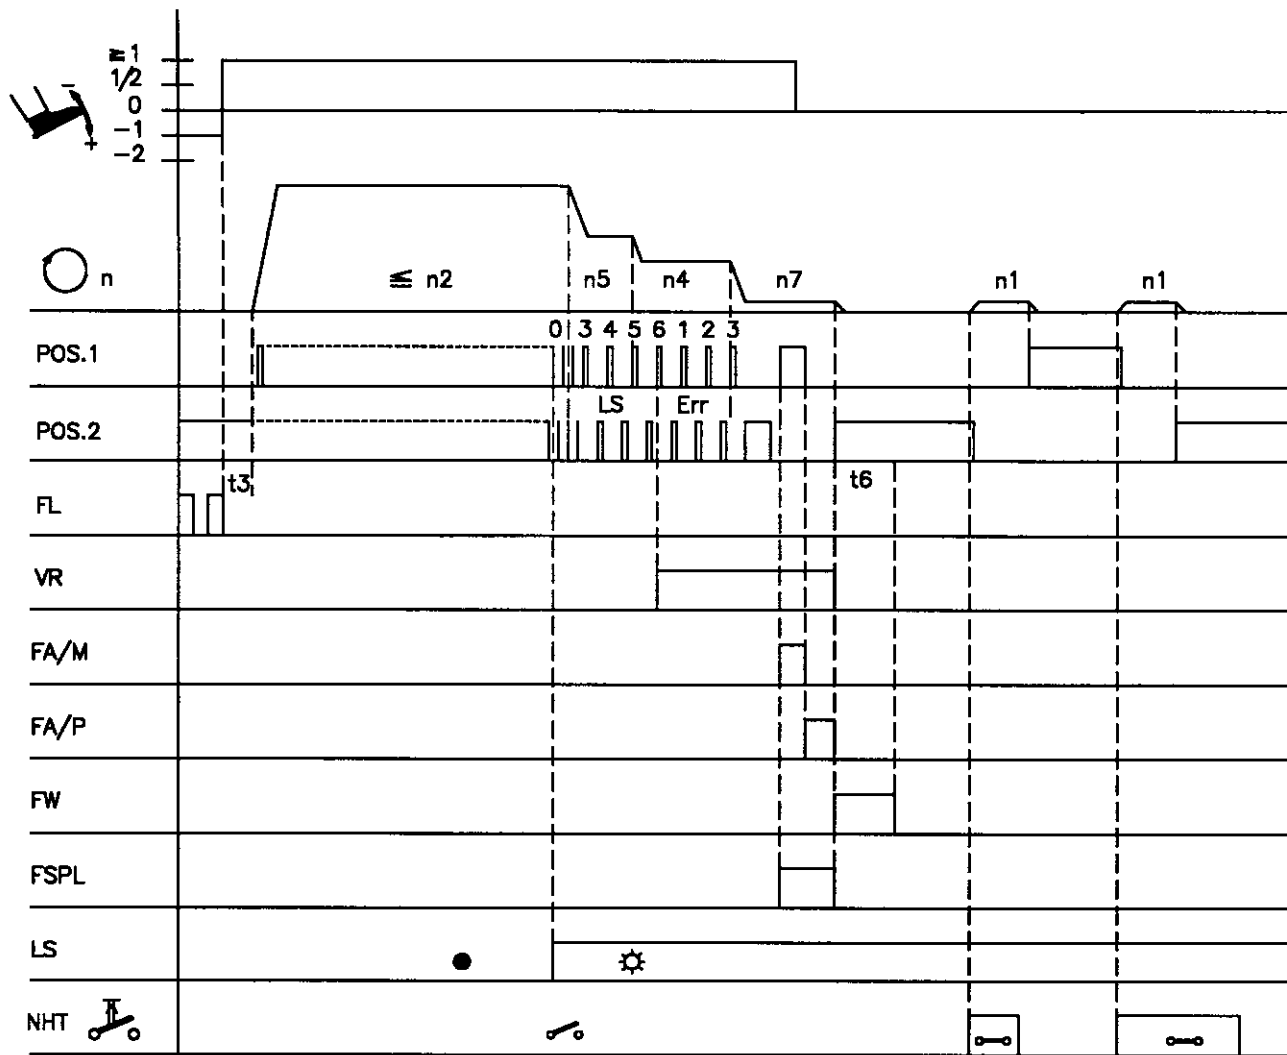 ≧ 1
1/2
0
-1
-2
- +
n
≦ n2
n5
n4
n7
n1
n1
0 3 4 5 6 1 2 3
POS.1
LS Err
POS.2
t3
t6
FL
VR
FA/M
FA/P
FW
FSPL
LS
NHT